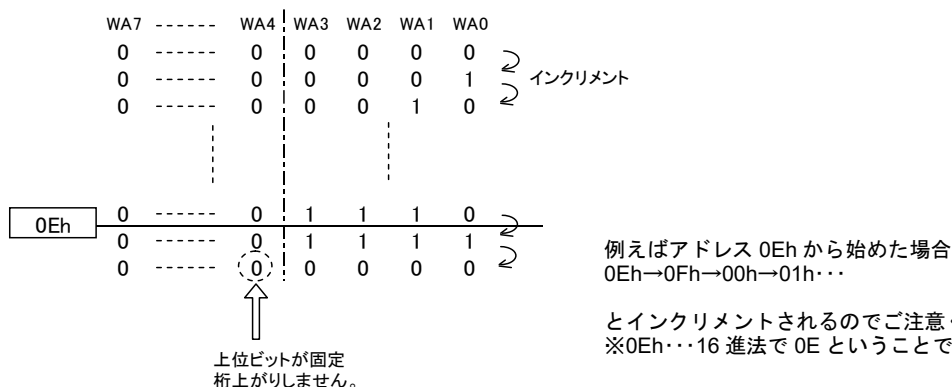 WA7 ------ WA4 WA3 WA2 WA1 WA0
0 ------ 0 0 0 0 0
0 ------ 0 0 0 0 1
インクリメント
0 ------ 0 0 0 1 0
0Eh
0 ------ 0 1 1 1 0
0 ------ 0 1 1 1 1
0 ------ 0 0 0 0 0
上位ビットが固定
桁上がりしません。
例えばアドレス 0Eh から始めた場合
0Eh→0Fh→00h→01h･･･
とインクリメントされるのでご注意
※0Eh･･･16 進法で 0E ということで